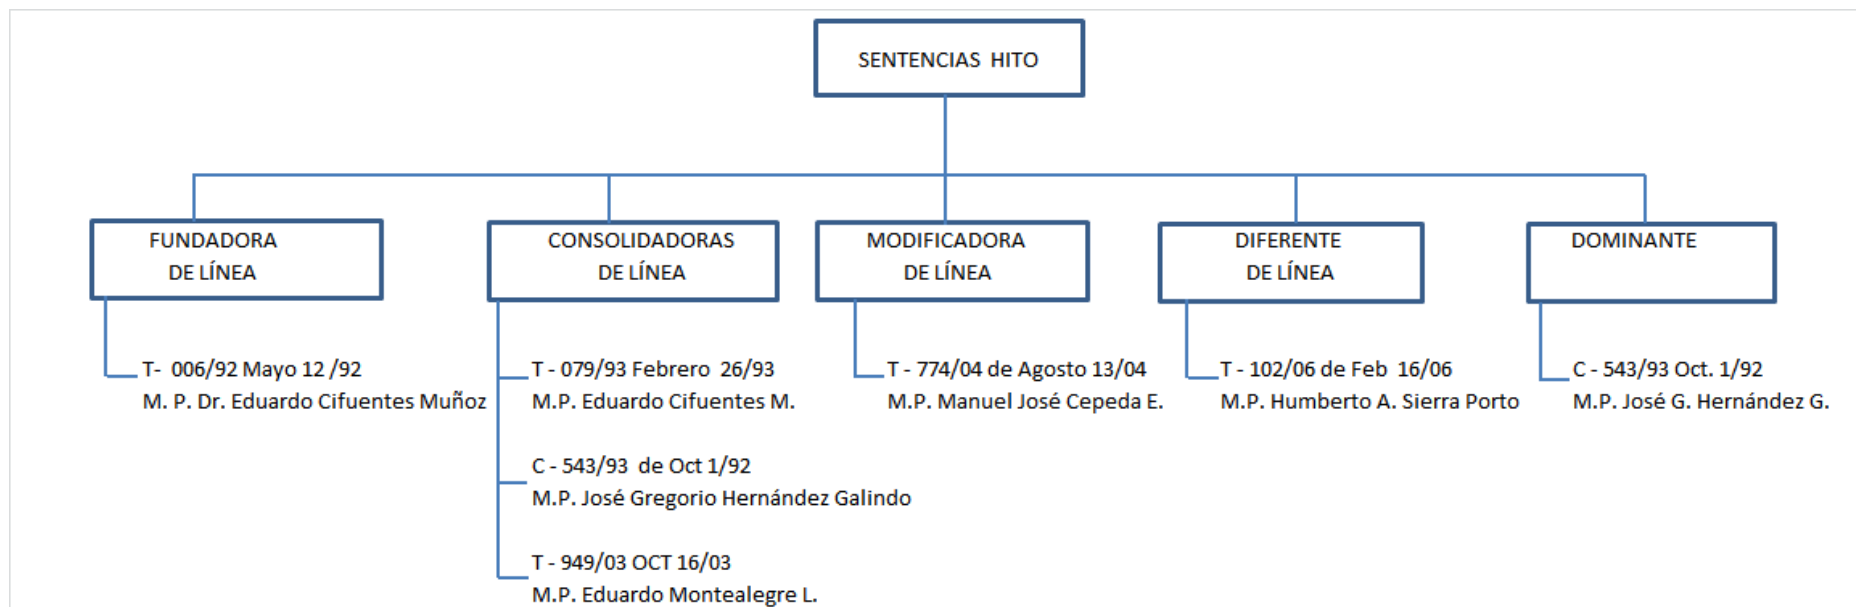 SENTENCIAS HITO
FUNDADORA
DE LÍNEA
T- 006/92 Mayo 12 /92
M. P. Dr. Eduardo Cifuentes Muñoz
CONSOLIDADORAS
DE LÍNEA
T - 079/93 Febrero 26/93
M.P. Eduardo Cifuentes M.
C - 543/93 de Oct 1/92
M.P. José Gregorio Hernández Galindo
T - 949/03 OCT 16/03
M.P. Eduardo Montealegre L.
MODIFICADORA
DE LÍNEA
T - 774/04 de Agosto 13/04
M.P. Manuel José Cepeda E.
DIFERENTE
DE LÍNEA
T - 102/06 de Feb 16/06
M.P. Humberto A. Sierra Porto
DOMINANTE
C - 543/93 Oct. 1/92
M.P. José G. Hernández G.